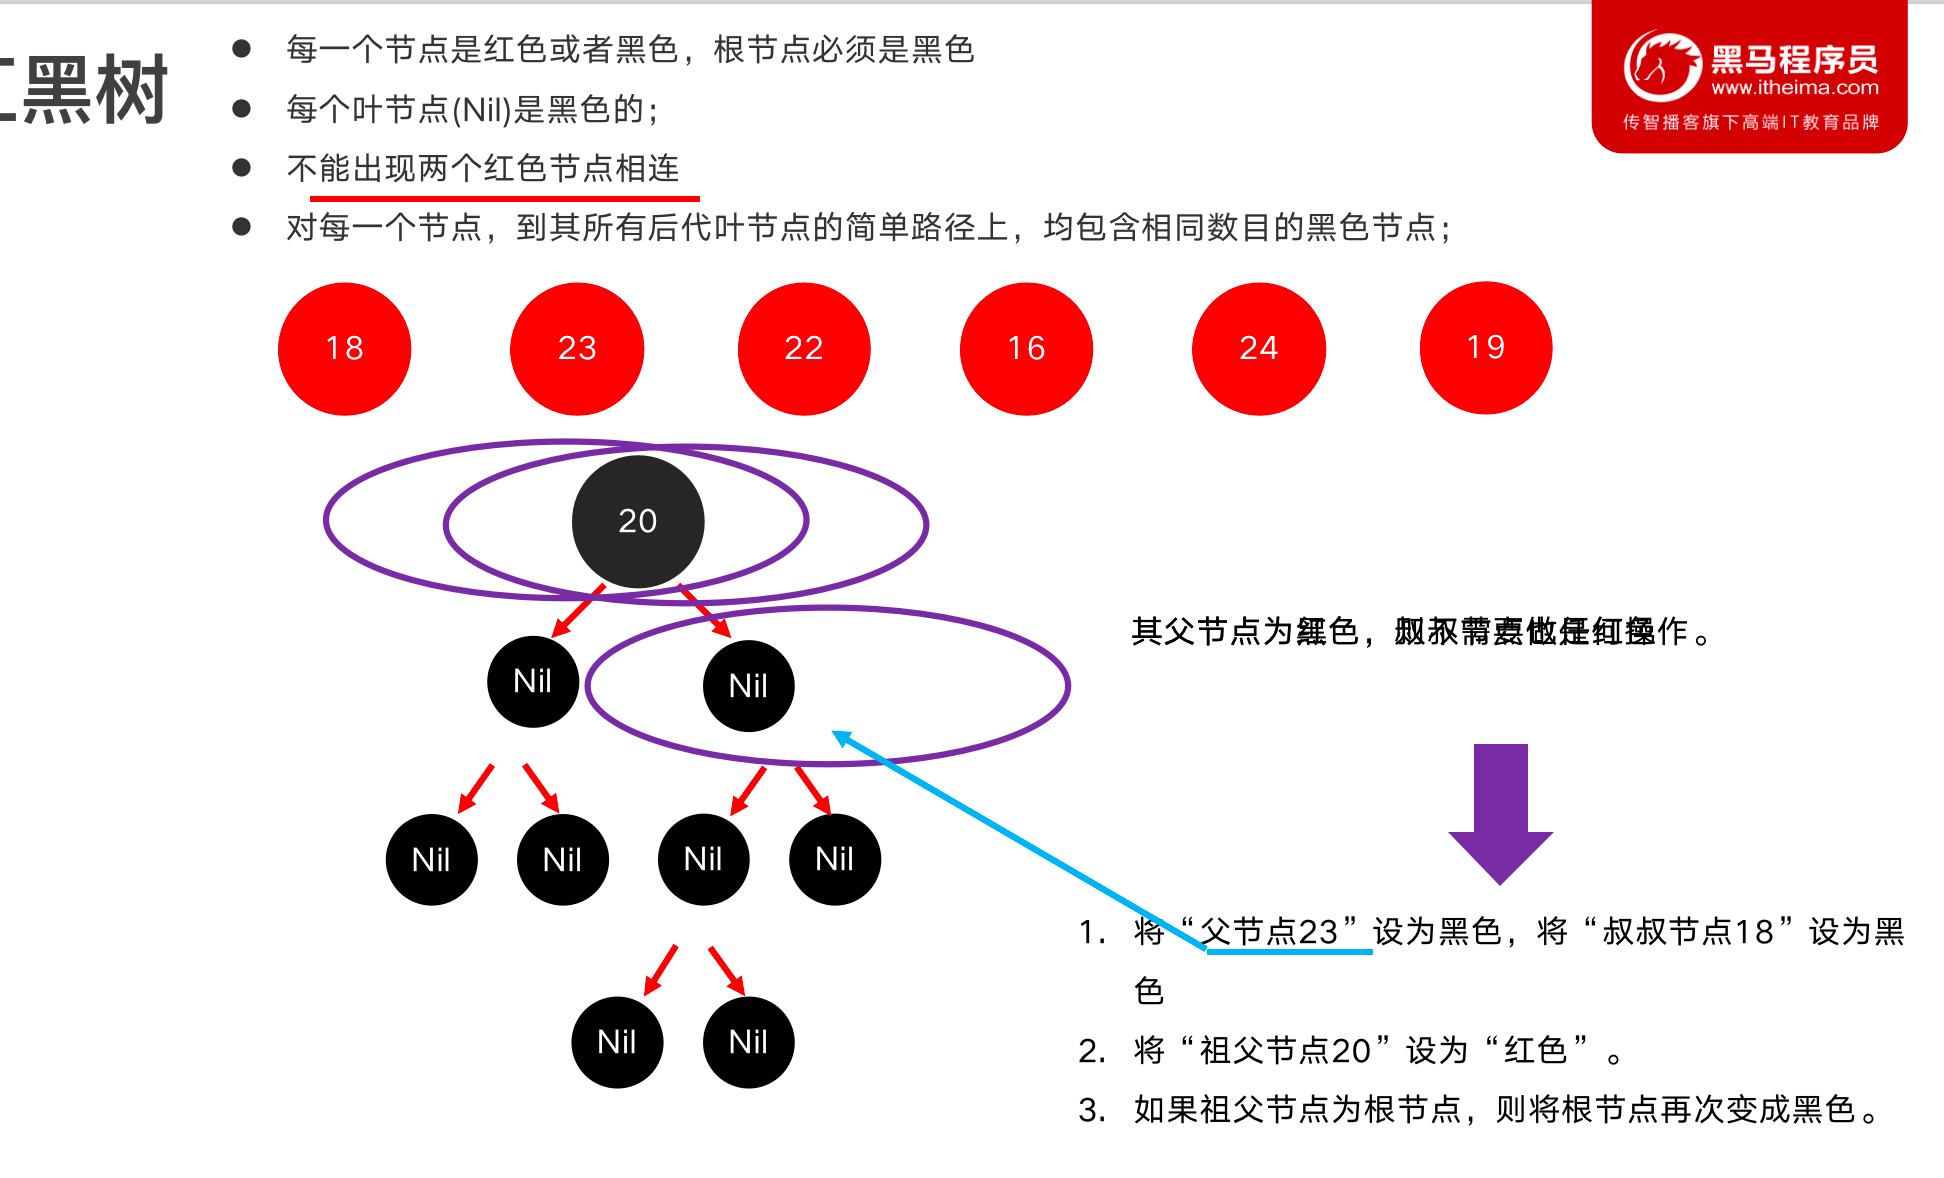 黑树
每一个节点是红色或者黑色，根节点必须是黑色
每个叶节点(Nil)是黑色的；
不能出现两个红色节点相连
对每一个节点，到其所有后代叶节点的简单路径上，均包含相同数目的黑色节点；
黑马程序员
www.itheima.com
传智播客旗下高端IT教育品牌
18 23 22 16 24 19
20
Nil Nil
其父节点为色，作。
Nil Nil Nil Nil
1. 将“父节点23”设为黑色，将“叔叔节点18”设为黑
色
Nil Nil
2. 将“祖父节点20”设为“红色”。
3. 如果祖父节点为根节点，则将根节点再次变成黑色。